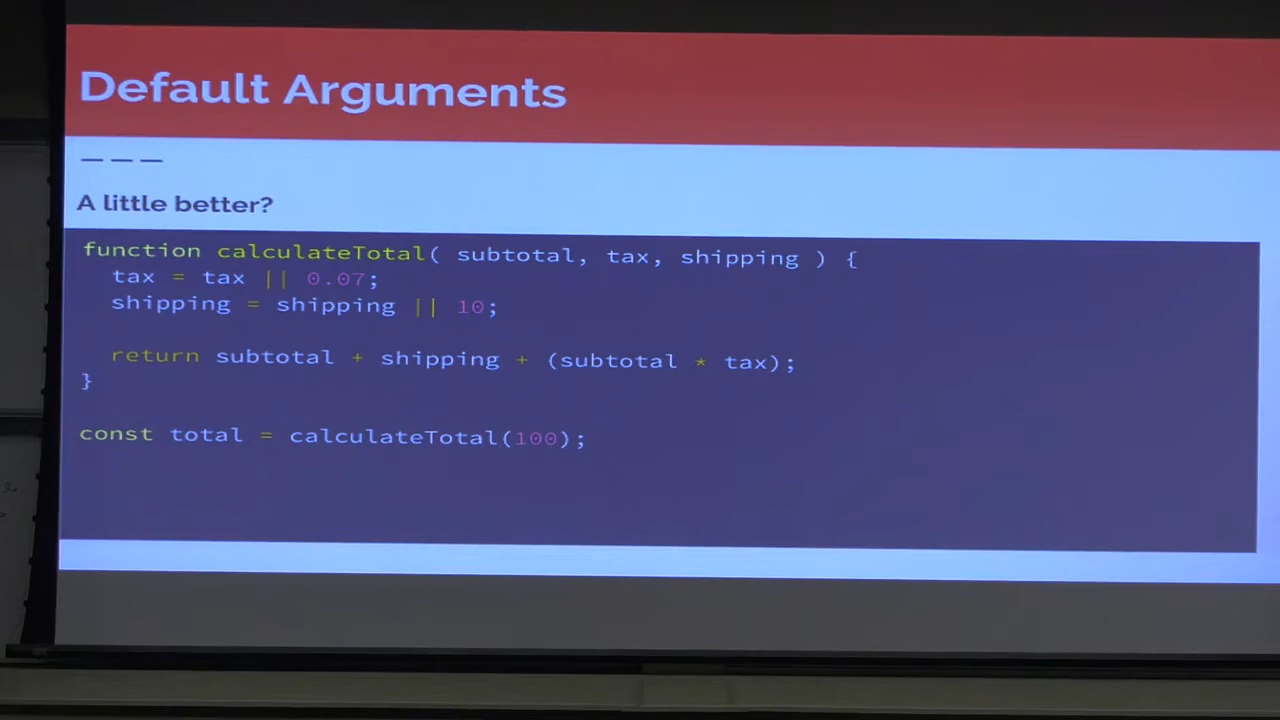 Default Arguments
A little better?
function calculateTotal( subtotal, tax, shipping ) {
  tax = tax || 0.07;
  shipping = shipping || 10;
  return subtotal + shipping + (subtotal * tax);
}
const total = calculateTotal(100);